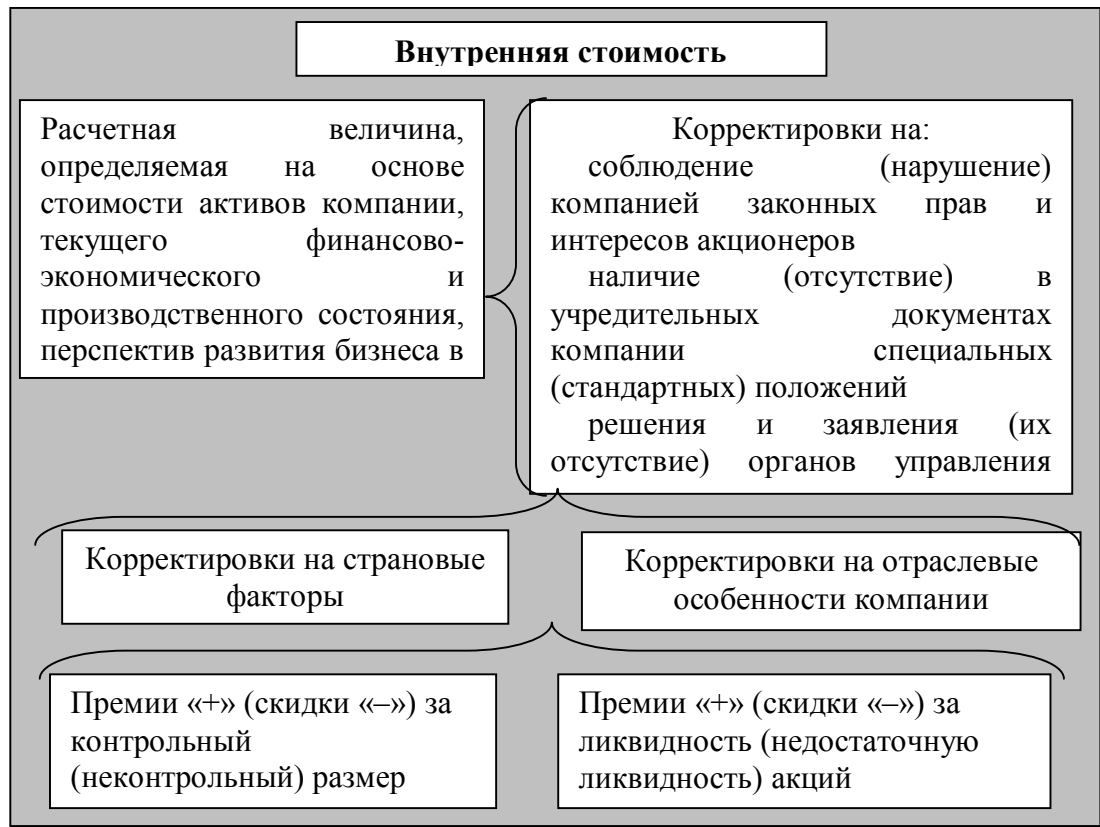 Внутренняя стоимость
Расчетная величина,
определяемая на основе
стоимости активов компании,
текущего финансово-
экономического и
производственного состояния,
перспектив развития бизнеса в
Корректировки на:
соблюдение (нарушение)
компанией законных прав и
интересов акционеров
наличие (отсутствие) в
учредительных документах
компании специальных
(стандартных) положений
решения и заявления (их
отсутствие) органов управления
Корректировки на страновые
факторы
Корректировки на отраслевые
особенности компании
Премии «+» (скидки «–») за
контрольный
(неконтрольный) размер
Премии «+» (скидки «–») за
ликвидность (недостаточную
ликвидность) акций